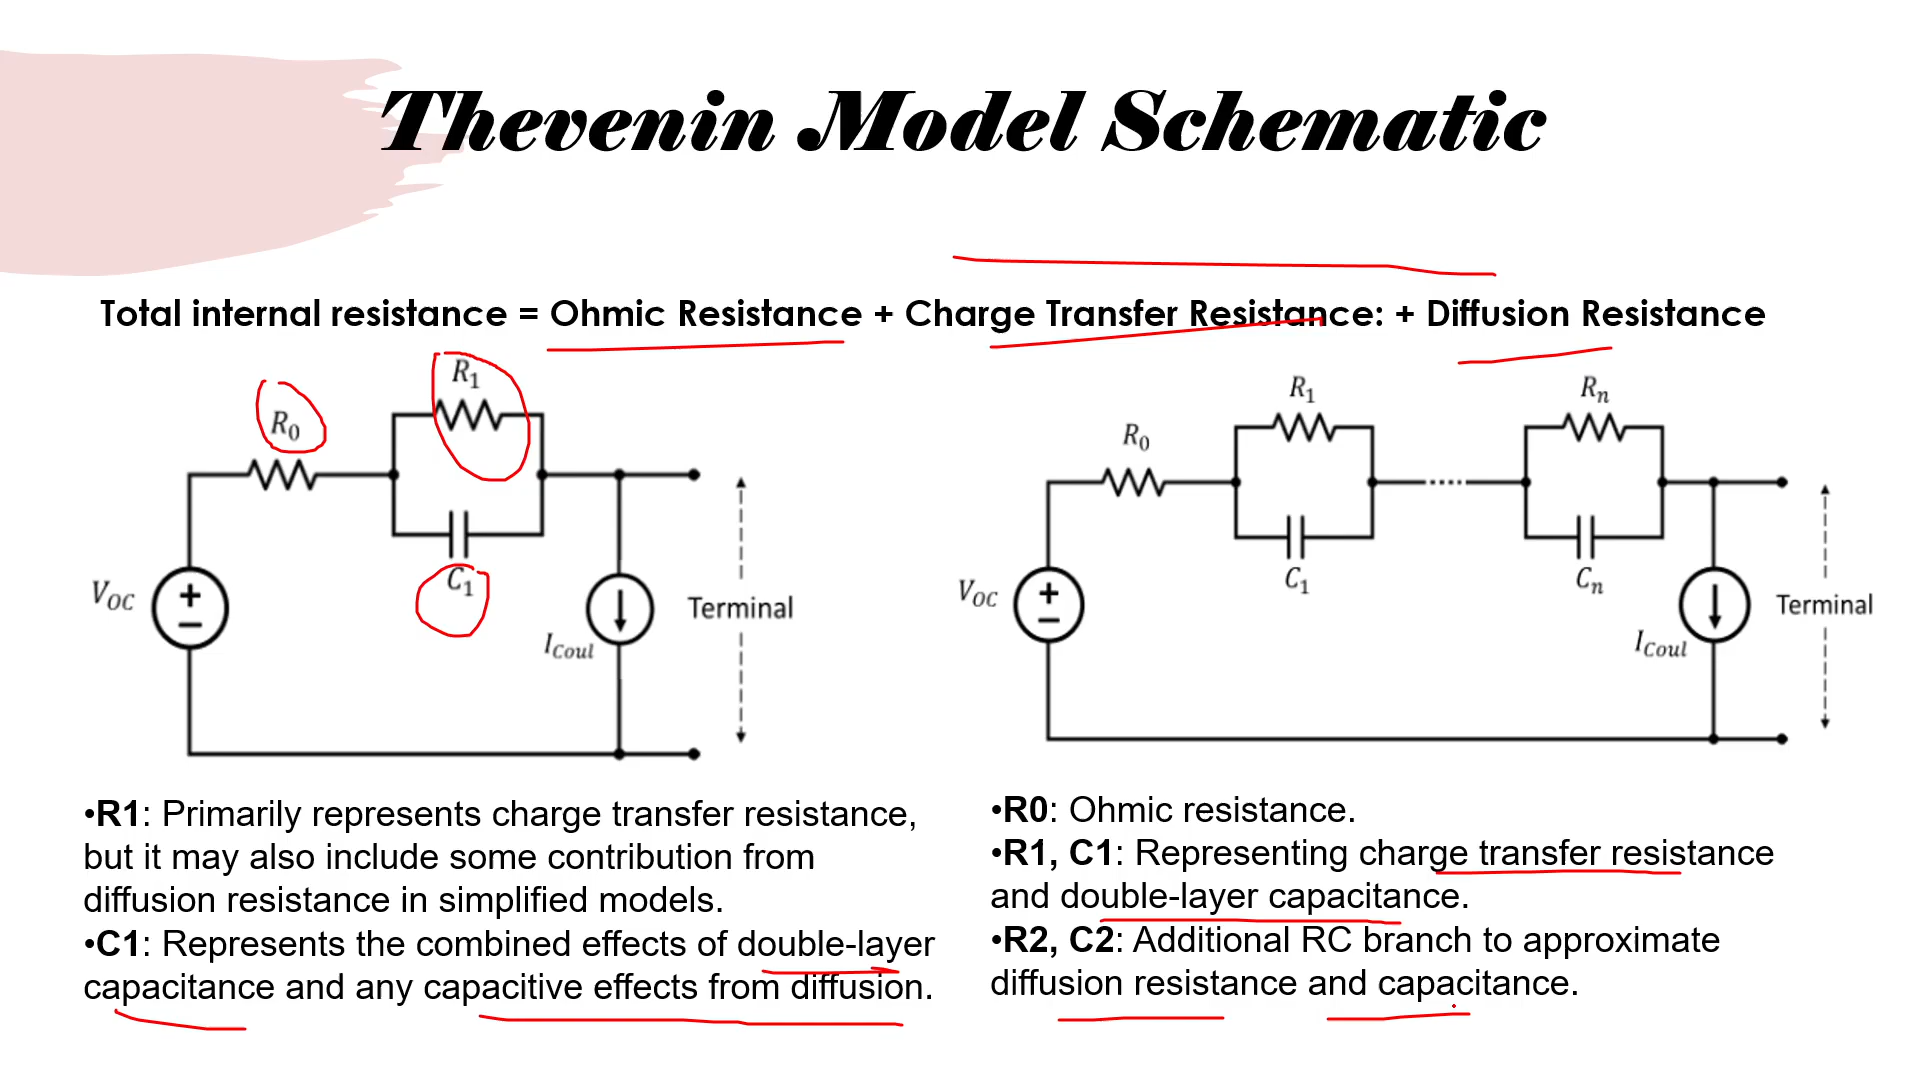 Thevenin Model Schematic
Total internal resistance = Ohmic Resistance + Charge Transfer Resistance: + Diffusion Resistance
R1
R0
C1
VOC
ICoul
Terminal
R1
Rn
R0
C1
Cn
VOC
ICoul
Terminal
•R1: Primarily represents charge transfer resistance,
but it may also include some contribution from
diffusion resistance in simplified models.
•C1: Represents the combined effects of double-layer
capacitance and any capacitive effects from diffusion.
•R0: Ohmic resistance.
•R1, C1: Representing charge transfer resistance
and double-layer capacitance.
•R2, C2: Additional RC branch to approximate
diffusion resistance and capacitance.